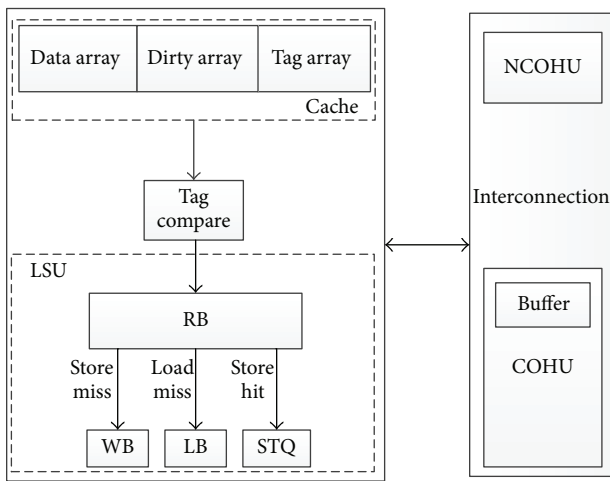 Data array
Dirty array
Tag array
Cache
Tag
compare
LSU
RB
Store
miss
Load
miss
Store
hit
WB
LB
STQ
NCOHU
Interconnection
Buffer
COHU